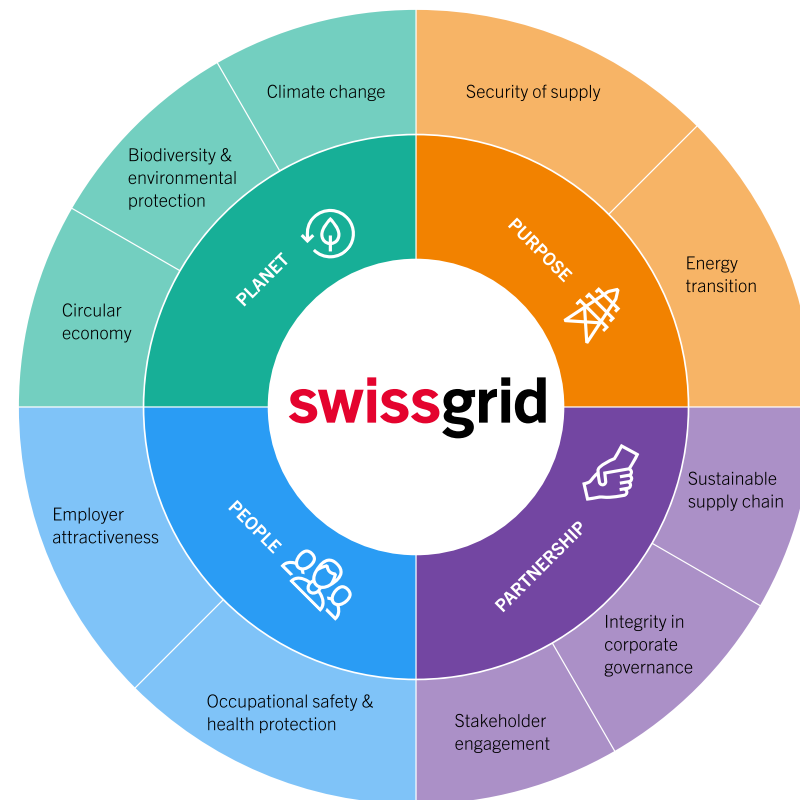 Climate change
Security of supply
Biodiversity &
environmental
protection
PLANET
PURPOSE
Energy
transition
Circular
economy
swissgrid
Employer
attractiveness
PEOPLE
PARTNERSHIP
Sustainable
supply chain
Integrity in
corporate
governance
Occupational safety &
health protection
Stakeholder
engagement